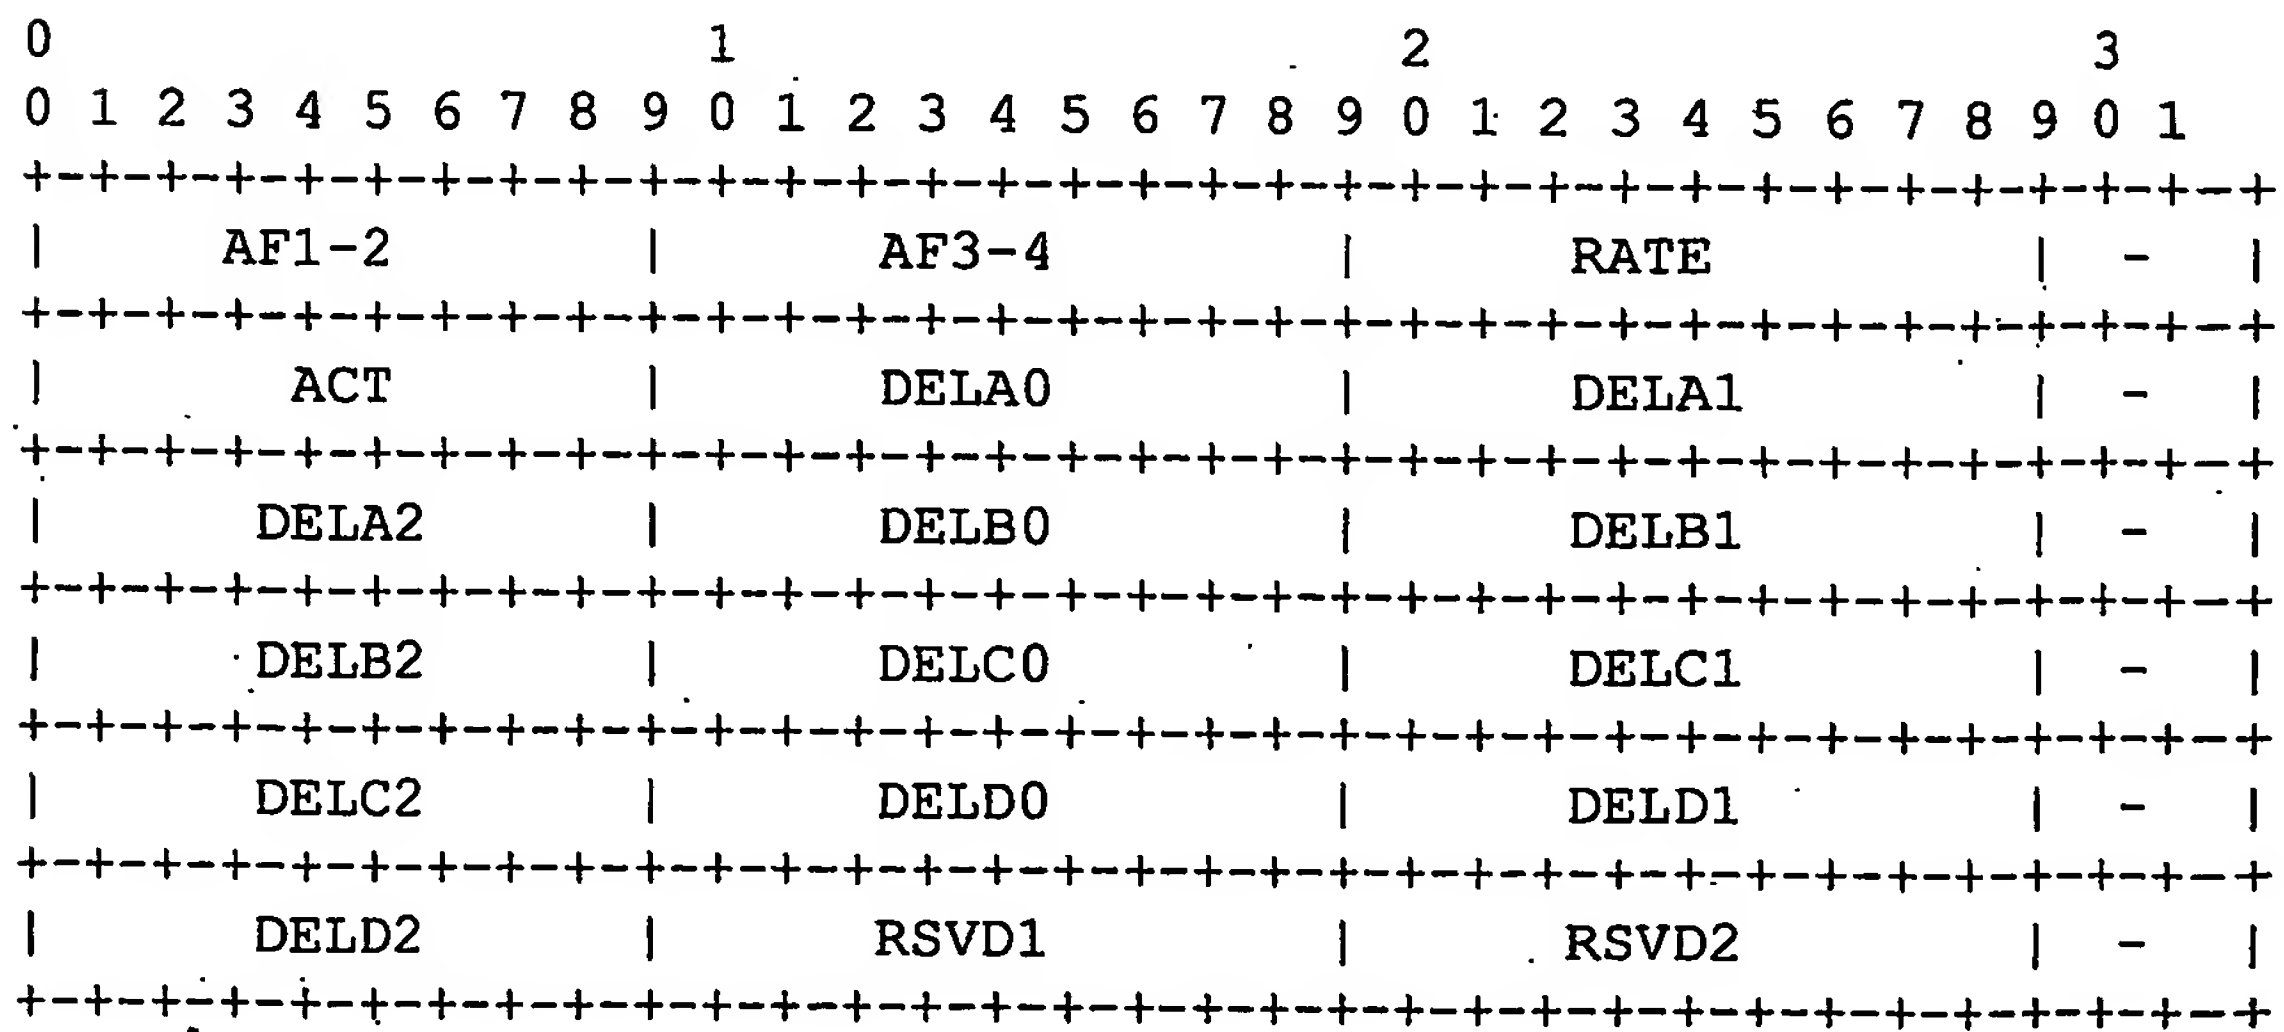 0                   1                   2                   3
0 1 2 3 4 5 6 7 8 9 0 1 2 3 4 5 6 7 8 9 0 1 2 3 4 5 6 7 8 9 0 1
+-+-+-+-+-+-+-+-+-+-+-+-+-+-+-+-+-+-+-+-+-+-+-+-+-+-+-+-+-+-+-+--+
|     AF1-2       |      AF3-4        |      RATE         |  -  |
+-+-+-+-+-+-+-+-+-+-+-+-+-+-+-+-+-+-+-+-+-+-+-+-+-+-+-+-+-+-+-+--+
|       ACT       |      DELA0        |      DELA1        |  -  |
+-+-+-+-+-+-+-+-+-+-+-+-+-+-+-+-+-+-+-+-+-+-+-+-+-+-+-+-+-+-+-+--+
|      DELA2      |      DELB0        |      DELB1        |  -  |
+-+-+-+-+-+-+-+-+-+-+-+-+-+-+-+-+-+-+-+-+-+-+-+-+-+-+-+-+-+-+-+--+
|      DELB2      |      DELC0        |      DELC1        |  -  |
+-+-+-+-+-+-+-+-+-+-+-+-+-+-+-+-+-+-+-+-+-+-+-+-+-+-+-+-+-+-+-+--+
|      DELC2      |      DELD0        |      DELD1        |  -  |
+-+-+-+-+-+-+-+-+-+-+-+-+-+-+-+-+-+-+-+-+-+-+-+-+-+-+-+-+-+-+-+--+
|      DELD2      |      RSVD1        |      RSVD2        |  -  |
+-+-+-+-+-+-+-+-+-+-+-+-+-+-+-+-+-+-+-+-+-+-+-+-+-+-+-+-+-+-+-+--+